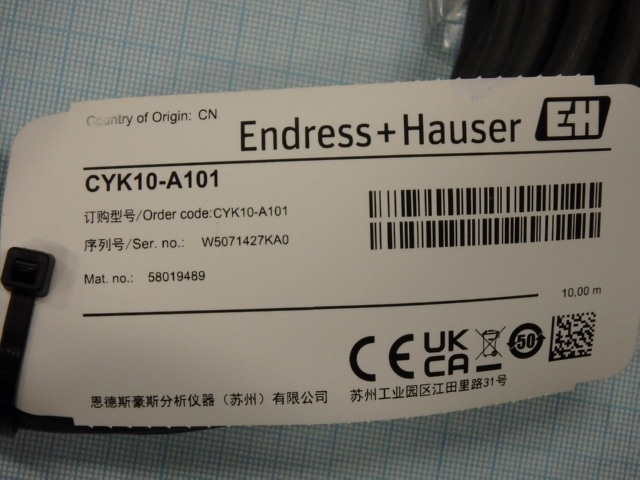 Country of Origin: CN
Endress+Hauser EH
CYK10-A101
订购型号/Order code:CYK10-A101
序列号/Ser. no.: W5071427KA0
Mat. no.: 58019489
10,00 m
CE UK CA 50
恩德斯豪斯分析仪器（苏州）有限公司
苏州工业园区江田里路31号